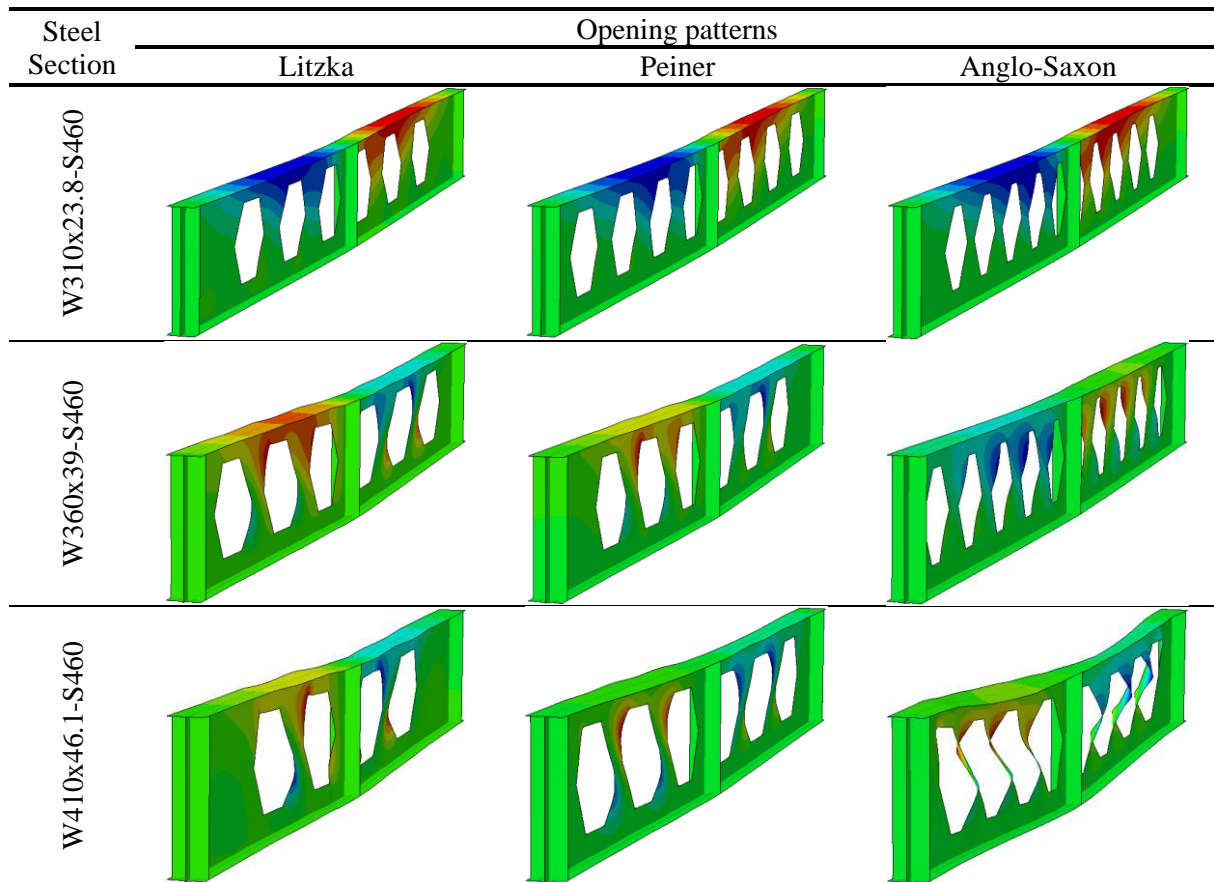 Steel Section
Opening patterns
Litzka
Peiner
Anglo-Saxon
W310x23.8-S460
W360x39-S460
W410x46.1-S460